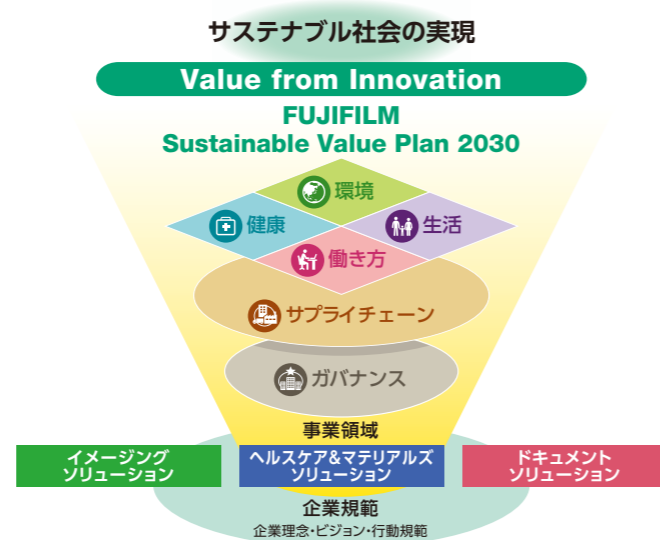 サステナブル社会の実現
Value from Innovation
FUJIFILM
Sustainable Value Plan 2030
環境
健康
生活
働き方
サプライチェーン
ガバナンス
事業領域
イメージング
ソリューション
ヘルスケア&マテリアルズ
ソリューション
ドキュメント
ソリューション
企業規範
企業理念・ビジョン・行動規範